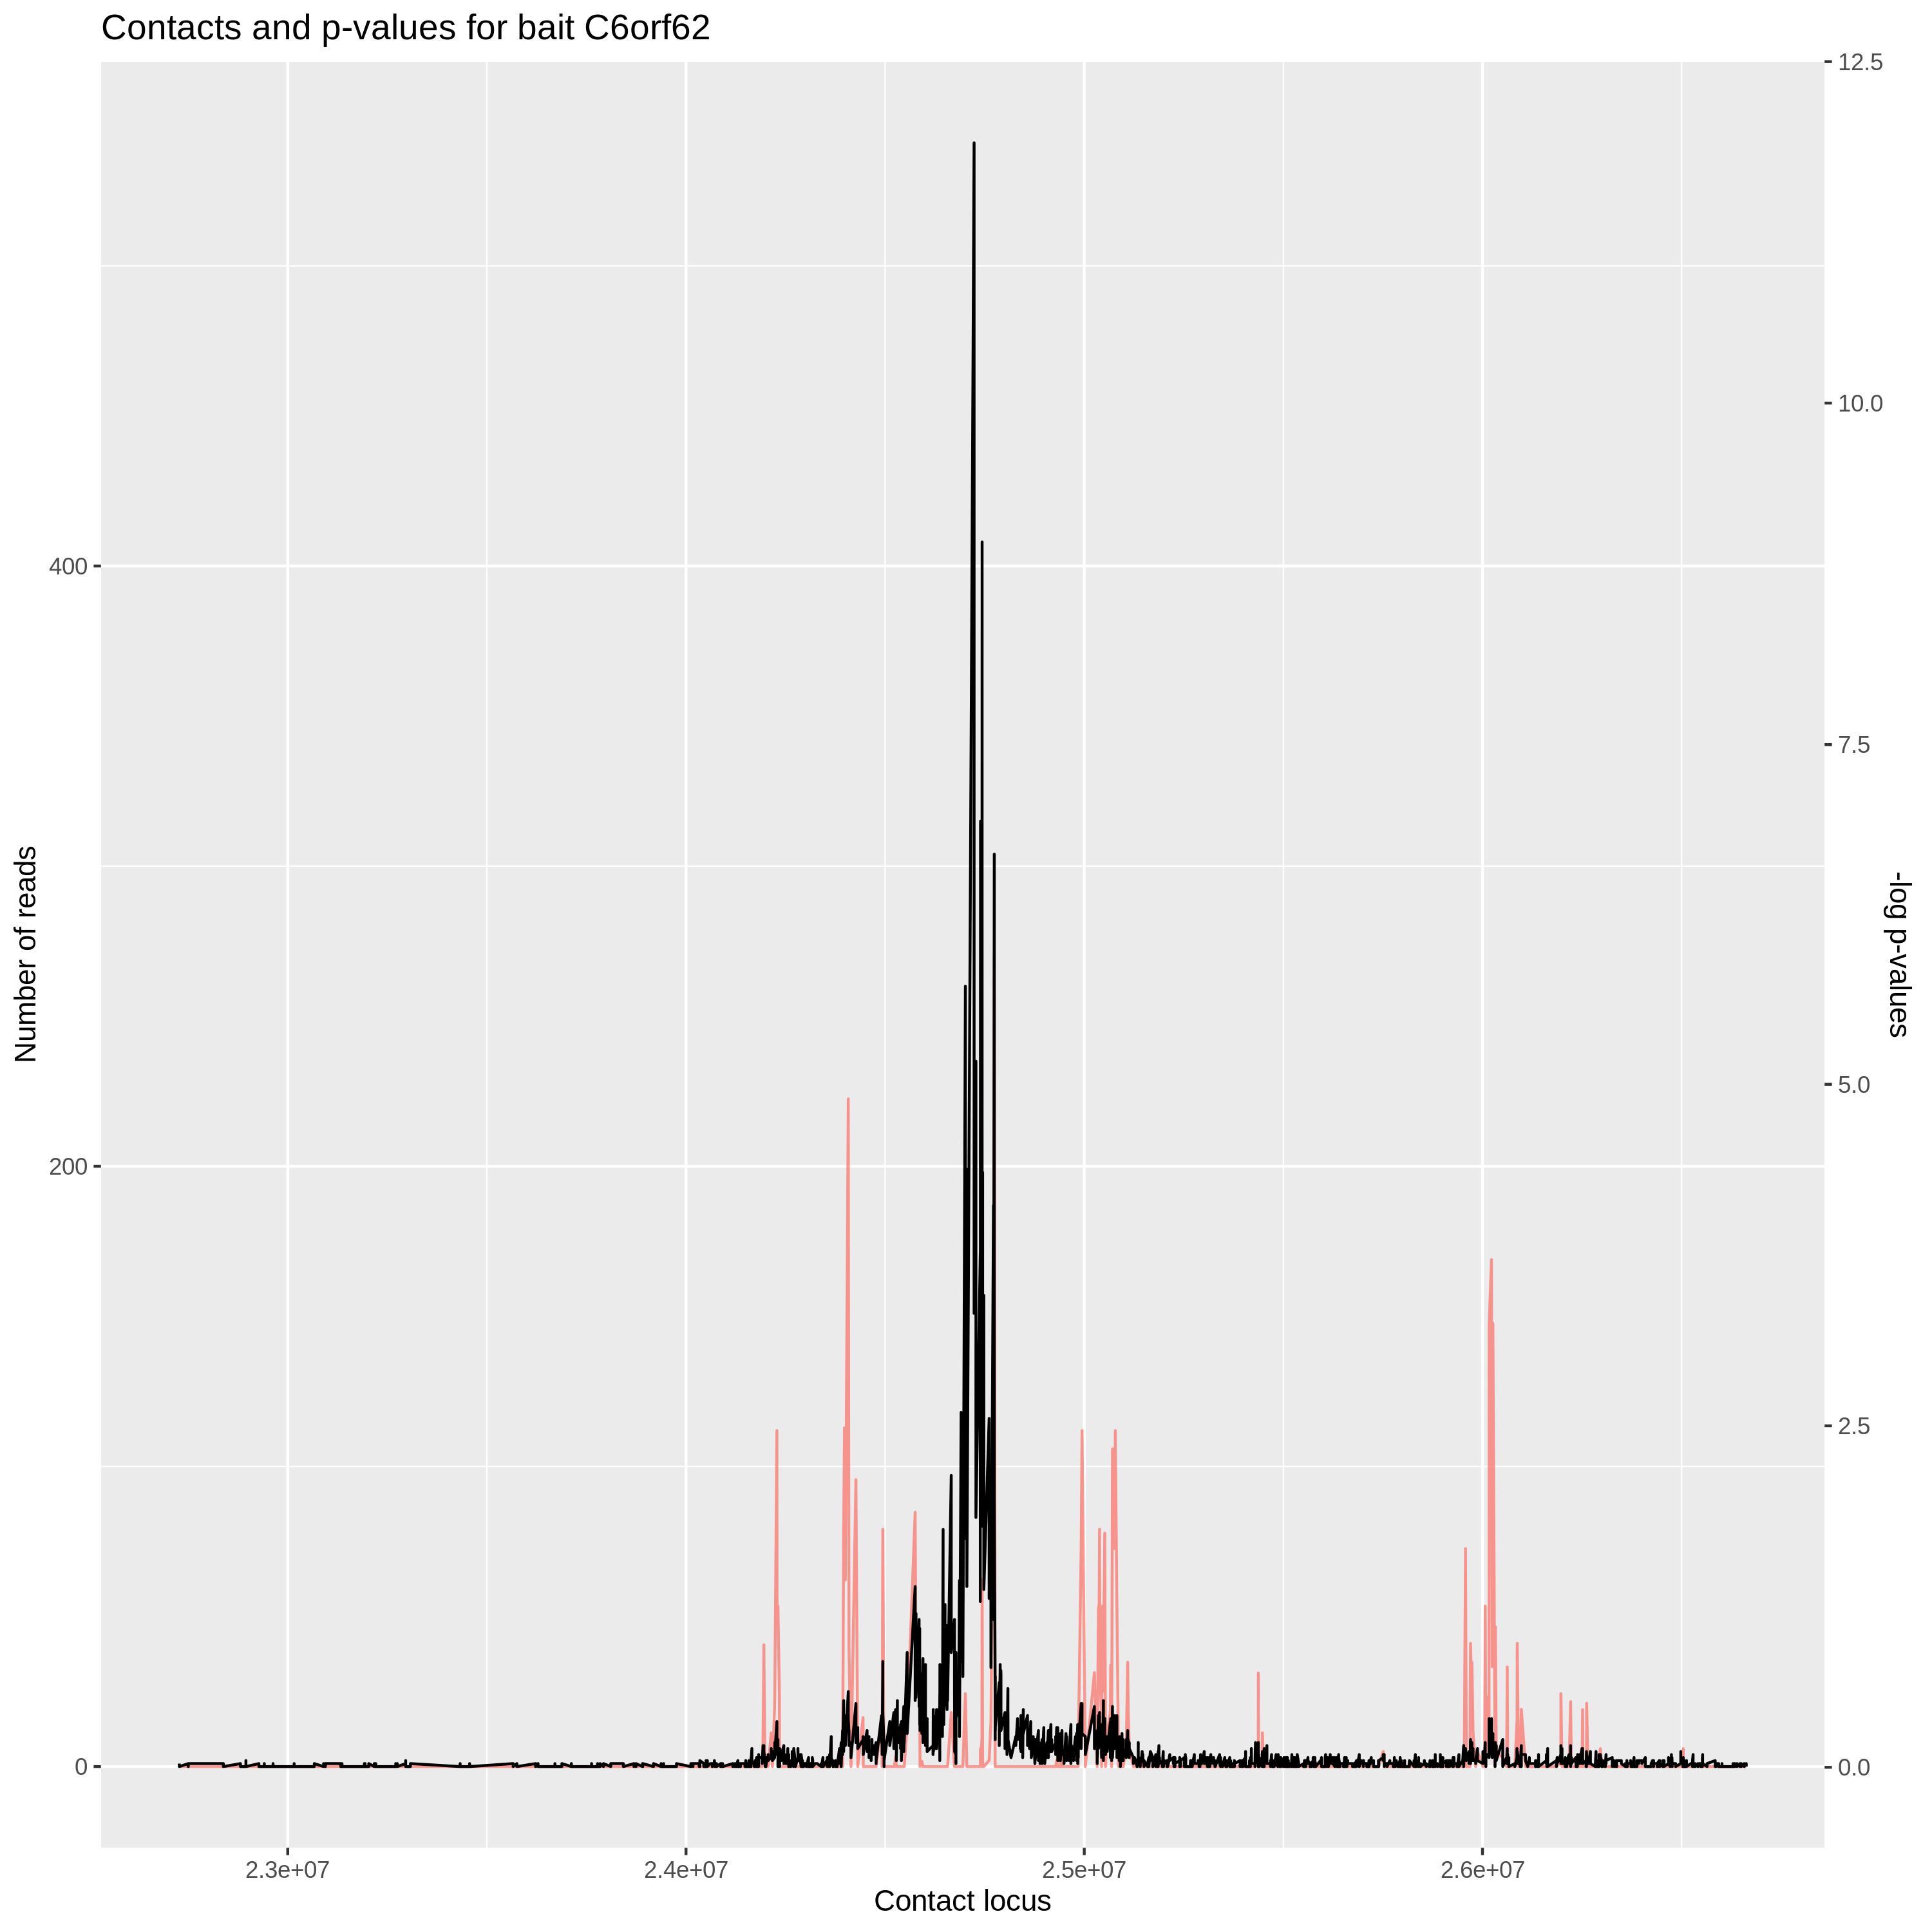 Contacts and p-values for bait C6orf62
12.5
10.0
7.5
5.0
2.5
0.0
-log p-values
400
200
0
Number of reads
2.3e+07
2.4e+07
2.5e+07
2.6e+07
Contact locus